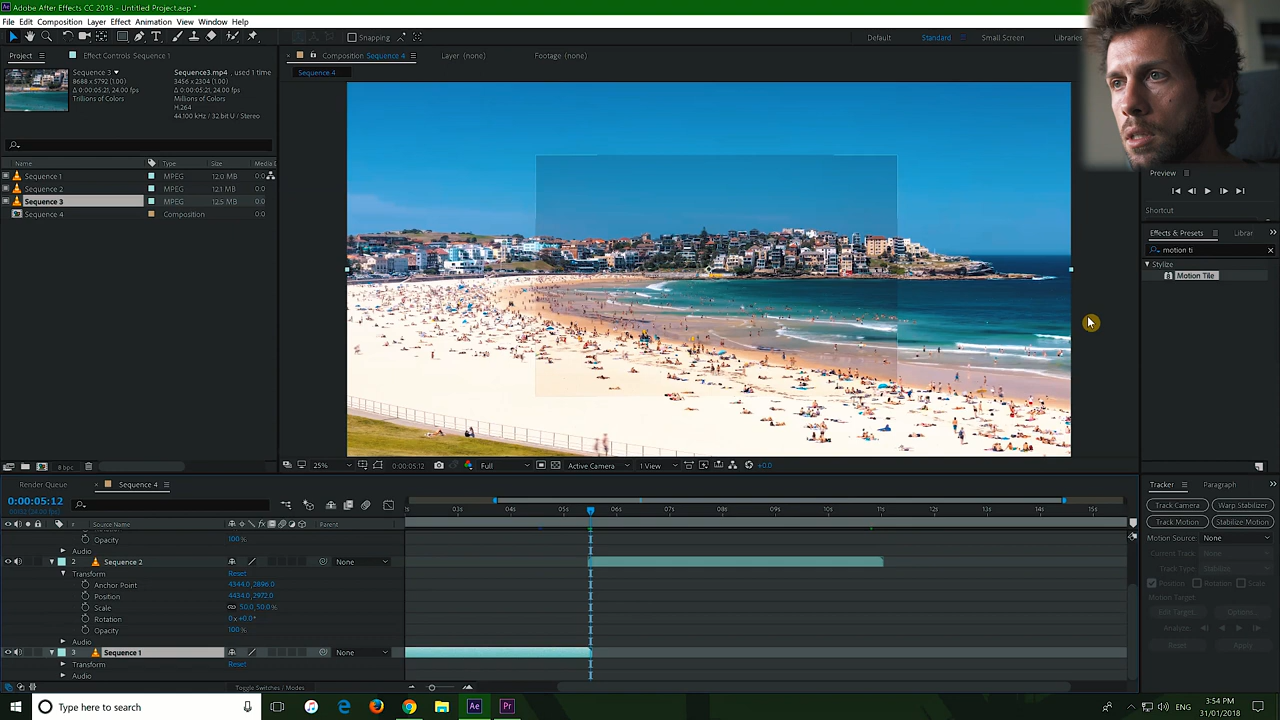 Adobe After Effects CC 2018 - Untitled Project.aep *
File Edit Composition Layer Effect Animation View Window Help
Snapping Default Standard Small Screen Libraries
Project Effect Controls Sequence 1 Composition Sequence 4 Layer (none) Footage (none)
Sequence 4
Sequence 3 Sequence3.mp4, used 1 time
8688 x 5792 (1.00) 3456 x 2304 (1.00)
Δ 0:00:05:21, 24.00 fps Δ 0:00:05:21, 24.00 fps
Trillions of Colors Millions of Colors
H.264
44.100 kHz / 32 bit U / Stereo
Name Type Size Media D
Sequence 1 MPEG 12.0 MB 0:0
Sequence 2 MPEG 12.1 MB 0:0
Sequence 3 MPEG 12.5 MB 0:0
Sequence 4 Composition 0:0
Preview
Shortcut
Effects & Presets Librar
motion ti
Stylize
Motion Tile
8 bpc 25% 0:00:05:12 Full Active Camera 1 View +0.0
Render Queue Sequence 4
0:00:05:12
# Source Name Parent
03s 04s 06s 07s 08s 09s 10s 11s 12s 13s 14s 15s
Opacity 100%
Audio
2 Sequence 2 None
Transform Reset
Anchor Point 4344.0,2896.0
Position 4434.0,2972.0
Scale 50.0,50.0%
Rotation 0x+0.0°
Opacity 100%
Audio
3 Sequence 1 None
Transform Reset
Audio
Toggle Switches / Modes
Tracker Paragraph
Track Camera Warp Stabilizer
Track Motion Stabilize Motion
Motion Source: None
Current Track: None
Track Type: Stabilize
Position Rotation Scale
Motion Target:
Edit Target... Options...
Analyze:
Reset Apply
Type here to search
ENG
3:54 PM
31/01/2018